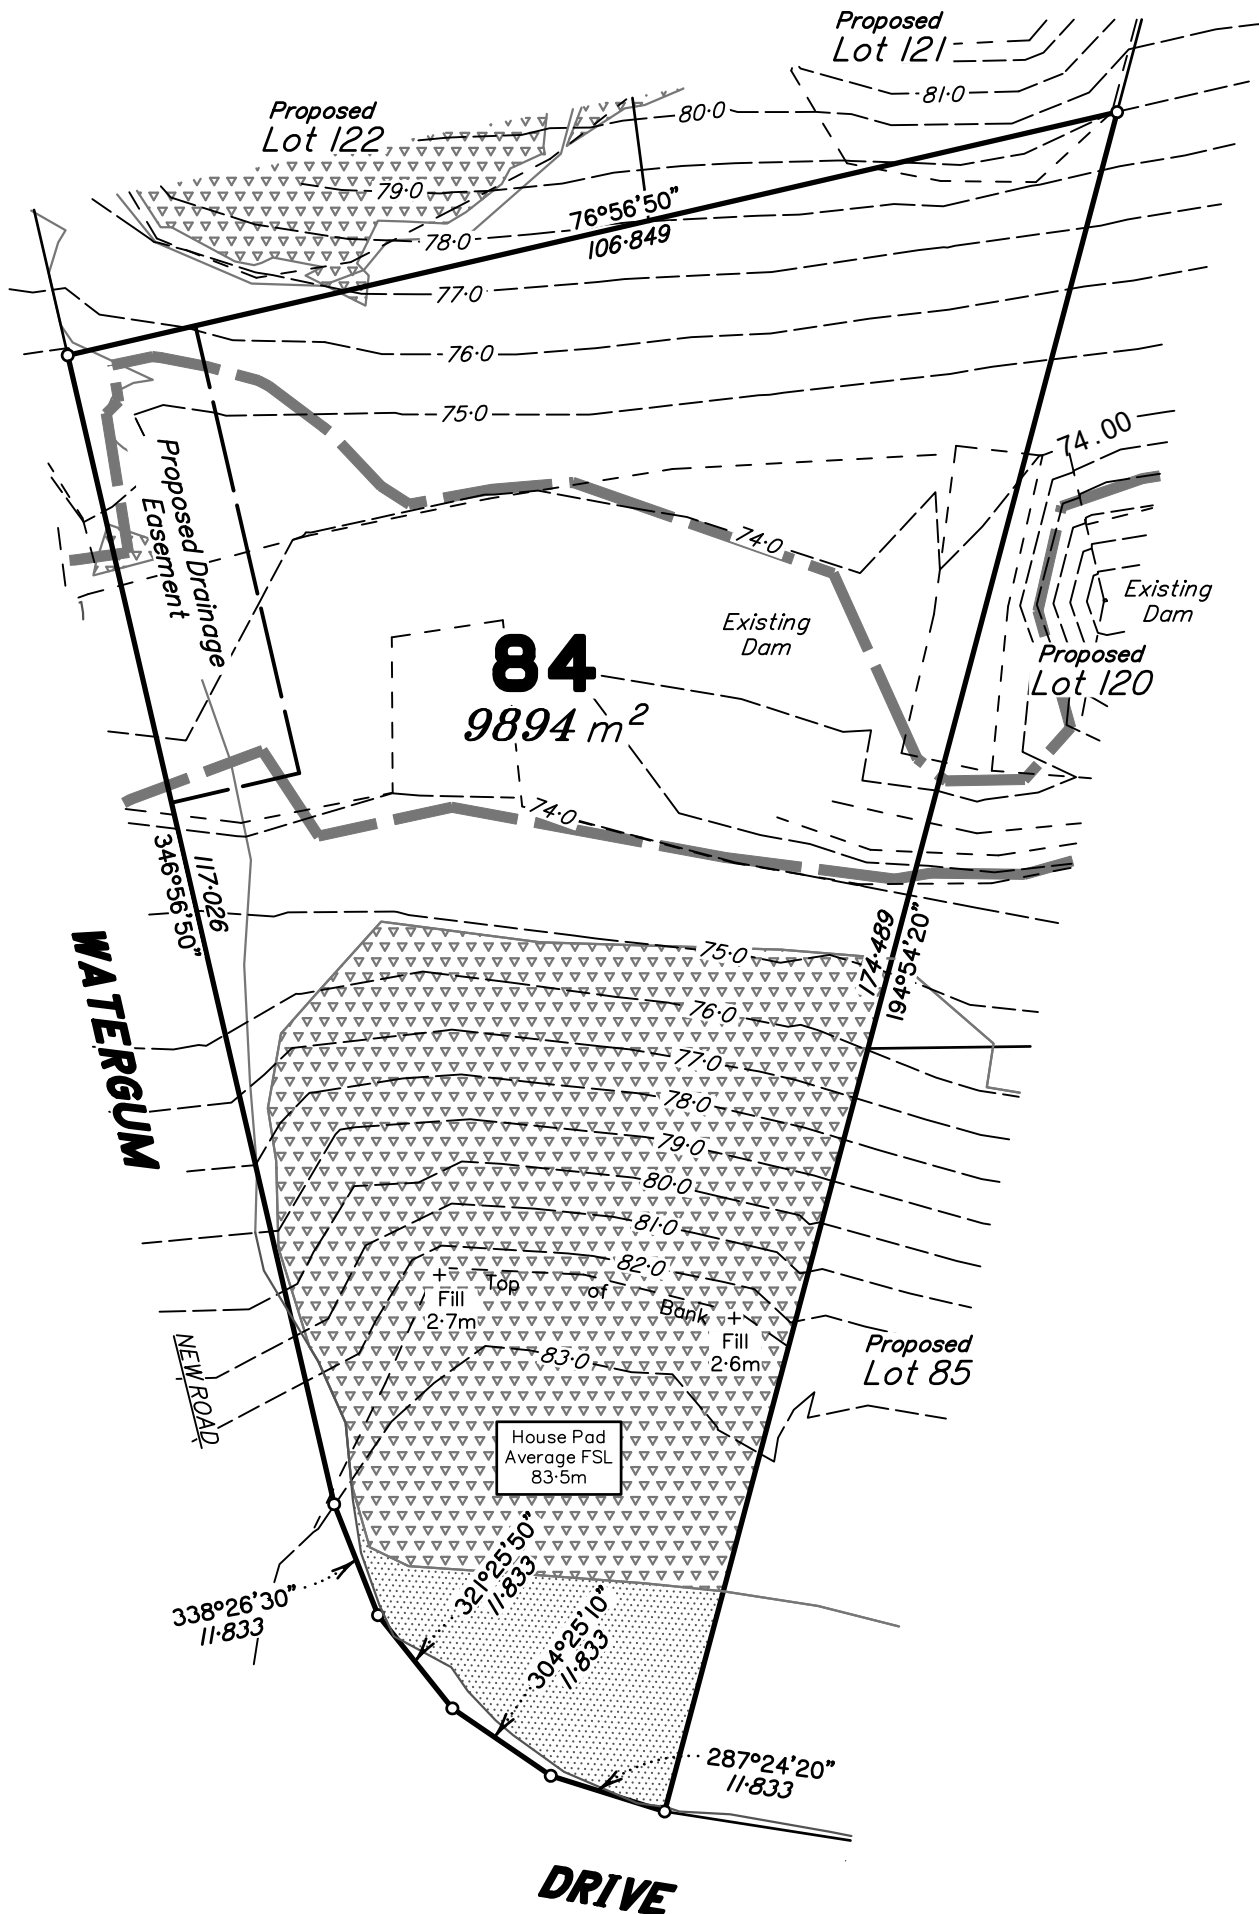 Proposed
Lot 121
81·0
80·0
Proposed
Lot 122
79·0
78·0
76°56'50"
106·849
77·0
76·0
75·0
74.00
Proposed Drainage
Easement
74·0
Existing
Dam
Existing
Dam
84
9894 m²
Proposed
Lot 120
74·0
346°56'50"
117·026
174·489
194°54'20"
WATERGUM
75·0
76·0
77·0
78·0
79·0
80·0
81·0
82·0
Top of Bank
Fill
2·7m
Fill
2·6m
83·0
Proposed
Lot 85
NEW ROAD
House Pad
Average FSL
83·5m
338°26'30"
11·833
321°25'50"
11·833
304°25'10"
11·833
287°24'20"
11·833
DRIVE